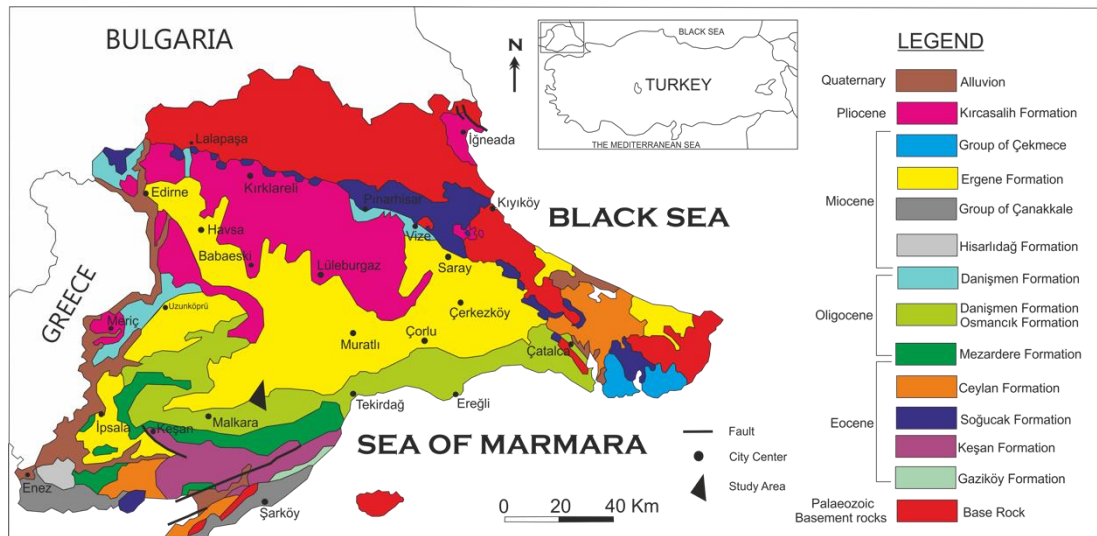 BULGARIA
GREECE
BLACK SEA
SEA OF MARMARA
N
BLACK SEA
TURKEY
THE MEDITERRANEAN SEA
Lalapaşa
İğneada
Edirne
Kırklareli
Pınarhisar
Kıyıköy
Havsa
Vize
Babaeski
Lüleburgaz
Saray
Uzunköprü
Meriç
Çerkezköy
Muratlı
Çorlu
Çatalca
İpsala
Malkara
Tekirdağ
Ereğli
Keşan
Enez
Şarköy
Fault
City Center
Study Area
0 20 40 Km
LEGEND
Quaternary
Alluvion
Pliocene
Kırcasalih Formation
Miocene
Group of Çekmece
Ergene Formation
Group of Çanakkale
Hisarlıdağ Formation
Oligocene
Danişmen Formation
Danişmen Formation
Osmancık Formation
Mezardere Formation
Eocene
Ceylan Formation
Soğucak Formation
Keşan Formation
Gaziköy Formation
Palaeozoic
Basement rocks
Base Rock